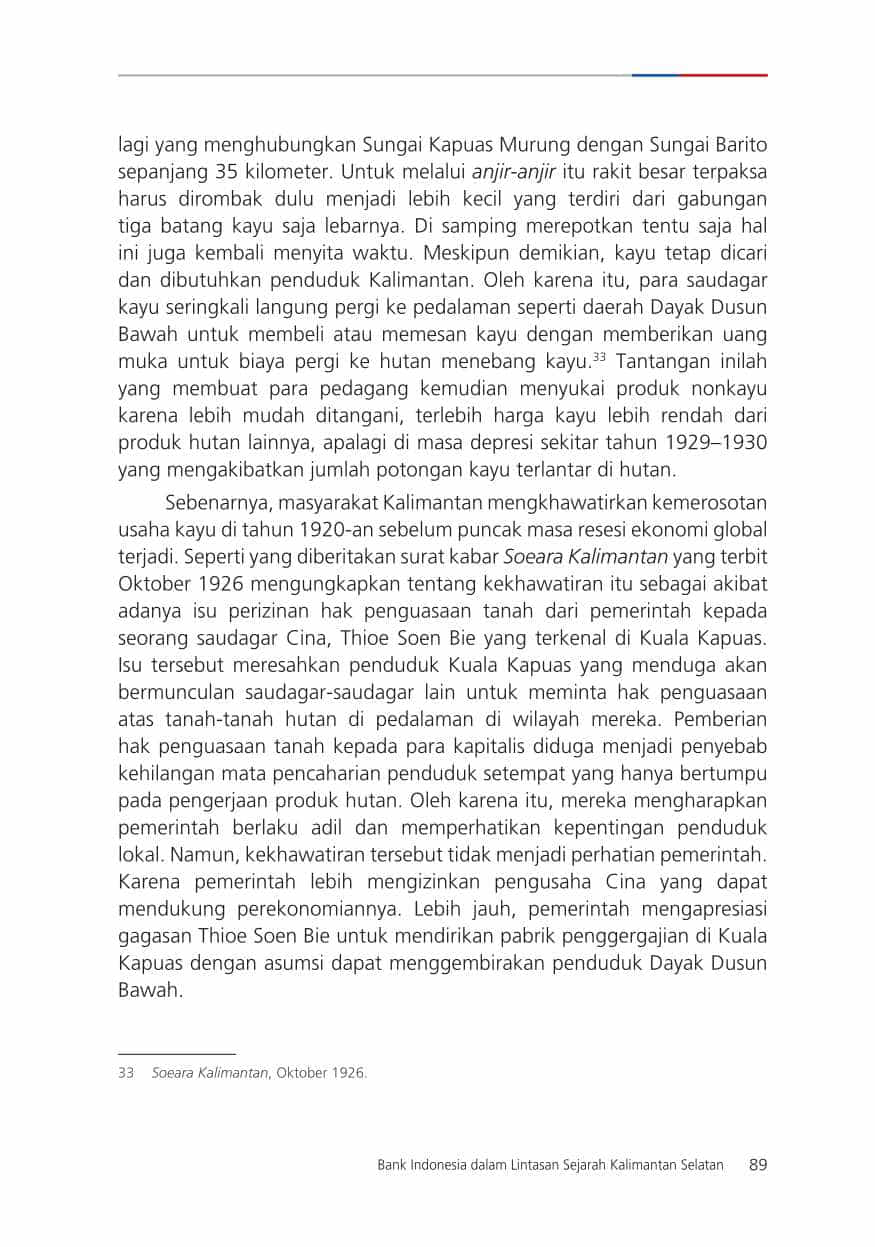 lagi yang menghubungkan Sungai Kapuas Murung dengan Sungai Barito
sepanjang 35 kilometer. Untuk melalui anjir-anjir itu rakit besar terpaksa
harus dirombak dulu menjadi lebih kecil yang terdiri dari gabungan
tiga batang kayu saja lebarnya. Di samping merepotkan tentu saja hal
ini juga kembali menyita waktu. Meskipun demikian, kayu tetap dicari
dan dibutuhkan penduduk Kalimantan. Oleh karena itu, para saudagar
kayu seringkali langung pergi ke pedalaman seperti daerah Dayak Dusun
Bawah untuk membeli atau memesan kayu dengan memberikan uang
muka untuk biaya pergi ke hutan menebang kayu.33 Tantangan inilah
yang membuat para pedagang kemudian menyukai produk nonkayu
karena lebih mudah ditangani, terlebih harga kayu lebih rendah dari
produk hutan lainnya, apalagi di masa depresi sekitar tahun 1929–1930
yang mengakibatkan jumlah potongan kayu terlantar di hutan.
Sebenarnya, masyarakat Kalimantan mengkhawatirkan kemerosotan
usaha kayu di tahun 1920-an sebelum puncak masa resesi ekonomi global
terjadi. Seperti yang diberitakan surat kabar Soeara Kalimantan yang terbit
Oktober 1926 mengungkapkan tentang kekhawatiran itu sebagai akibat
adanya isu perizinan hak penguasaan tanah dari pemerintah kepada
seorang saudagar Cina, Thioe Soen Bie yang terkenal di Kuala Kapuas.
Isu tersebut meresahkan penduduk Kuala Kapuas yang menduga akan
bermunculan saudagar-saudagar lain untuk meminta hak penguasaan
atas tanah-tanah hutan di pedalaman di wilayah mereka. Pemberian
hak penguasaan tanah kepada para kapitalis diduga menjadi penyebab
kehilangan mata pencaharian penduduk setempat yang hanya bertumpu
pada pengerjaan produk hutan. Oleh karena itu, mereka mengharapkan
pemerintah berlaku adil dan memperhatikan kepentingan penduduk
lokal. Namun, kekhawatiran tersebut tidak menjadi perhatian pemerintah.
Karena pemerintah lebih mengizinkan pengusaha Cina yang dapat
mendukung perekonomiannya. Lebih jauh, pemerintah mengapresiasi
gagasan Thioe Soen Bie untuk mendirikan pabrik penggergajian di Kuala
Kapuas dengan asumsi dapat menggembirakan penduduk Dayak Dusun
Bawah.
33 Soeara Kalimantan, Oktober 1926.
Bank Indonesia dalam Lintasan Sejarah Kalimantan Selatan 89